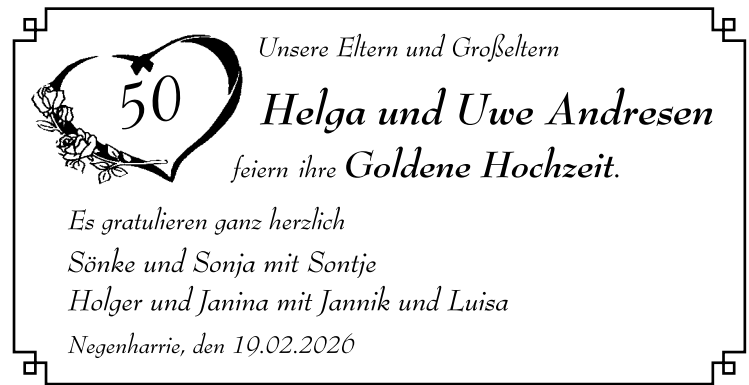 50
Unsere Eltern und Großeltern
Helga und Uwe Andresen
feiern ihre Goldene Hochzeit.
Es gratulieren ganz herzlich
Sönke und Sonja mit Sontje
Holger und Janina mit Jannik und Luisa
Negenharrie, den 19.02.2026